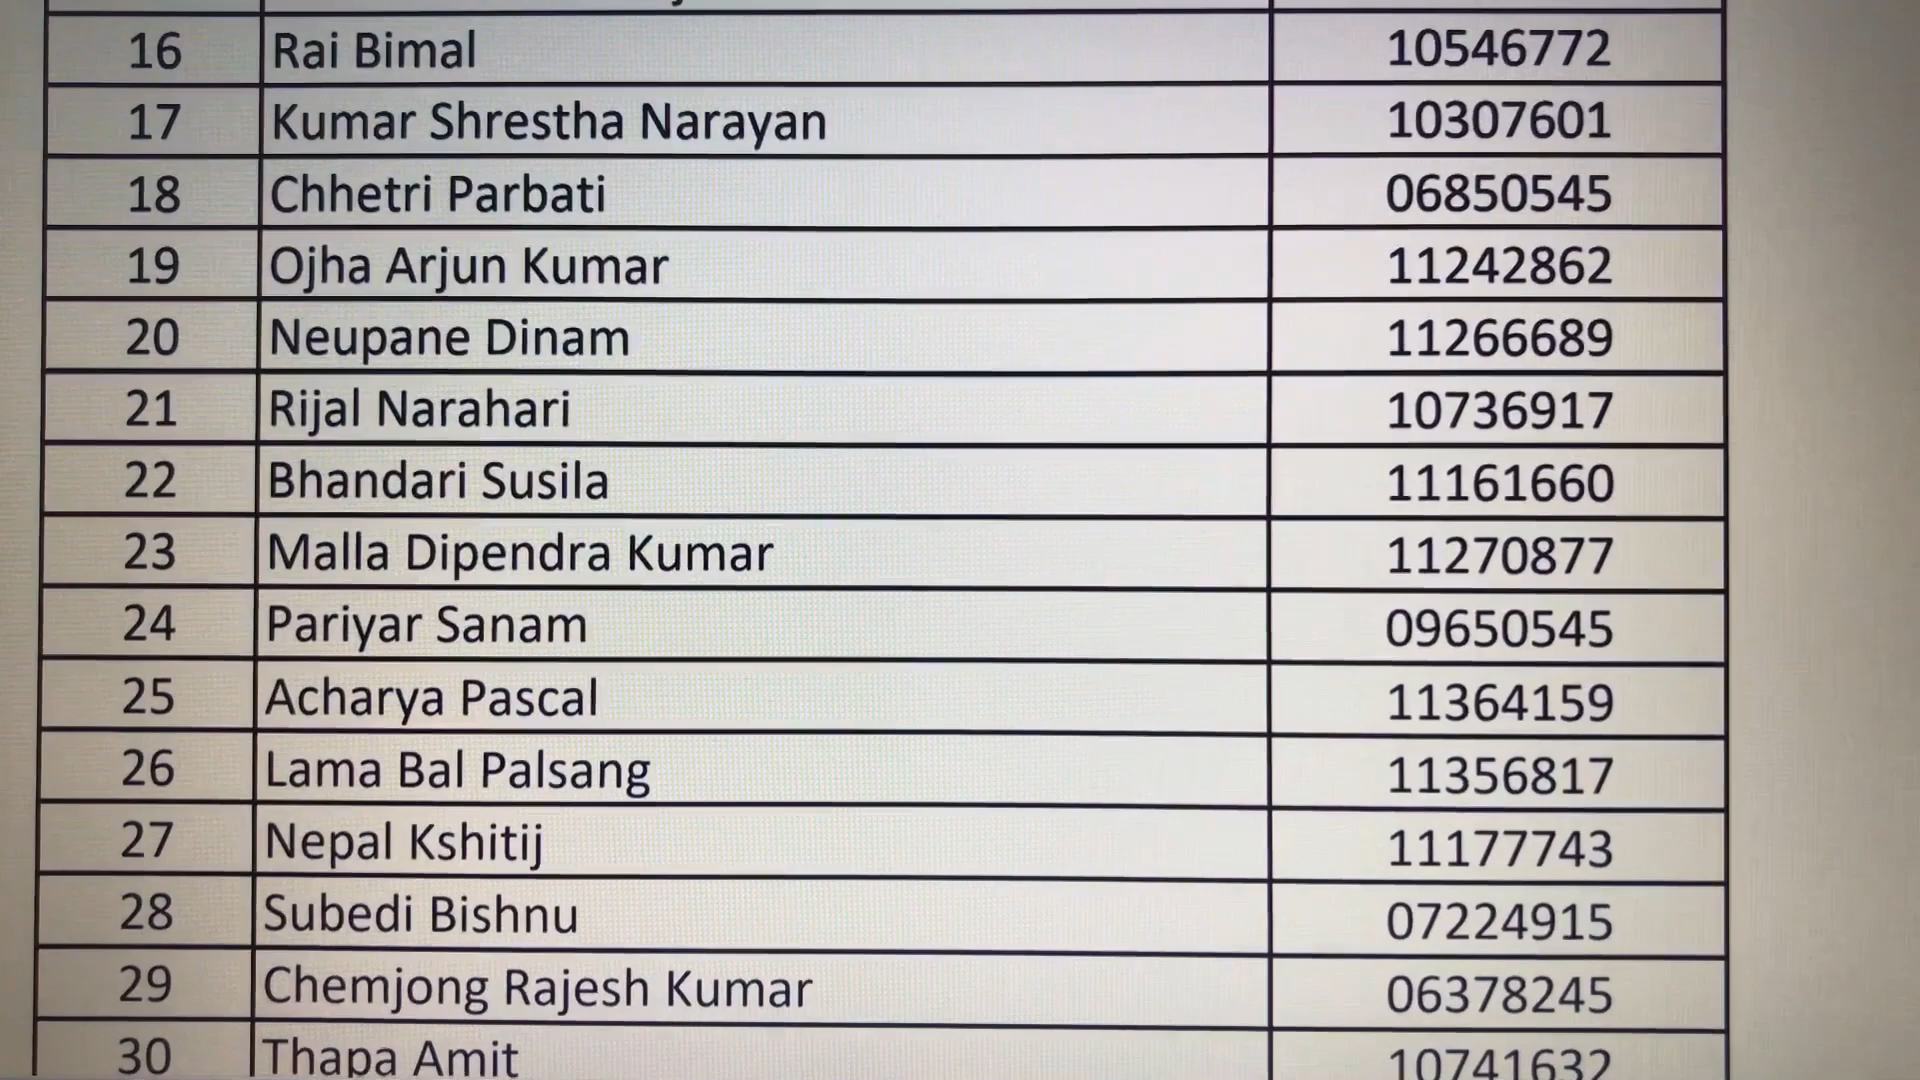 16 Rai Bimal 10546772
17 Kumar Shrestha Narayan 10307601
18 Chhetri Parbati 06850545
19 Ojha Arjun Kumar 11242862
20 Neupane Dinam 11266689
21 Rijal Narahari 10736917
22 Bhandari Susila 11161660
23 Malla Dipendra Kumar 11270877
24 Pariyar Sanam 09650545
25 Acharya Pascal 11364159
26 Lama Bal Palsang 11356817
27 Nepal Kshitij 11177743
28 Subedi Bishnu 07224915
29 Chemjong Rajesh Kumar 06378245
30 Thapa Amit 10741632